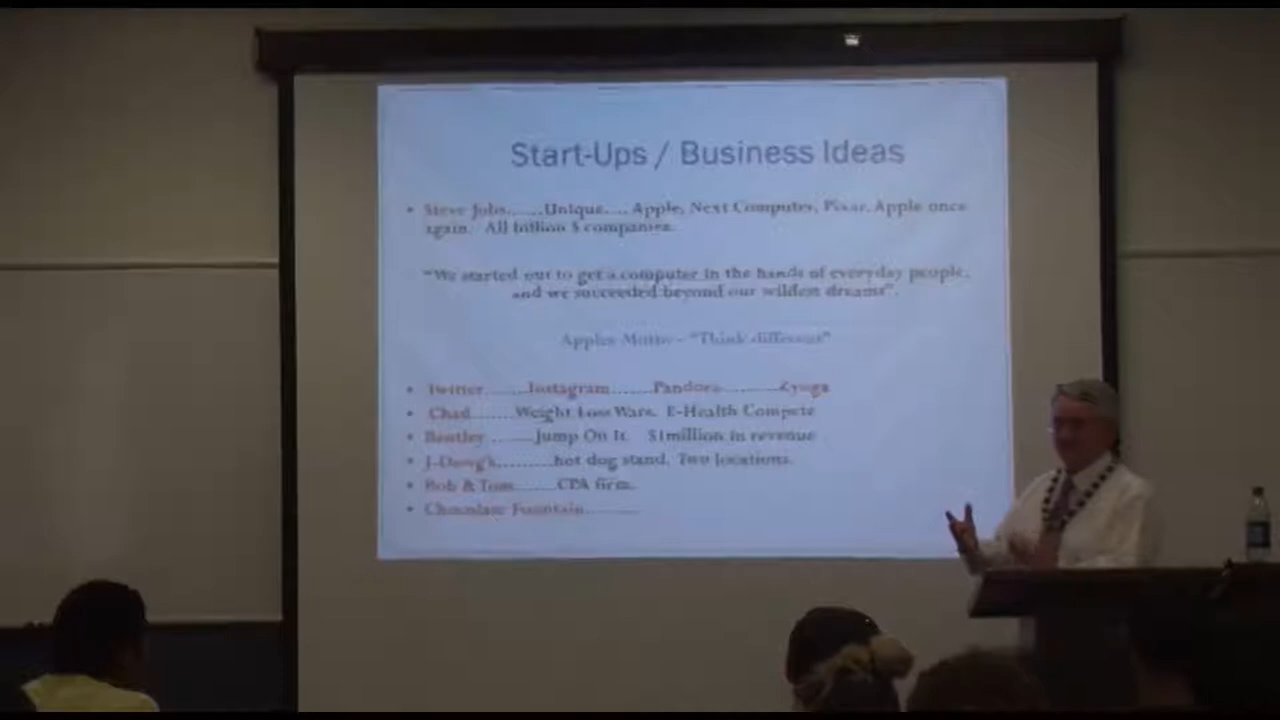 Start-Ups / Business Ideas
• Steve Jobs.......Unique.... Apple, Next Computer, Pixar, Apple once
again. All billion $ companies.
"We started out to get a computer in the hands of everyday people,
and we succeeded beyond our wildest dreams".
Apples Motto - "Think different"
• Twitter........Instagram.......Pandora..........Zynga
• Chad.......Weight Loss Wars. E-Health Compete
• Bentley .......Jump On It. $1million in revenue
• J-Dawg's..........hot dog stand. Two locations.
• Bob & Tom.......CPA firm.
• Chocolate Fountain.........